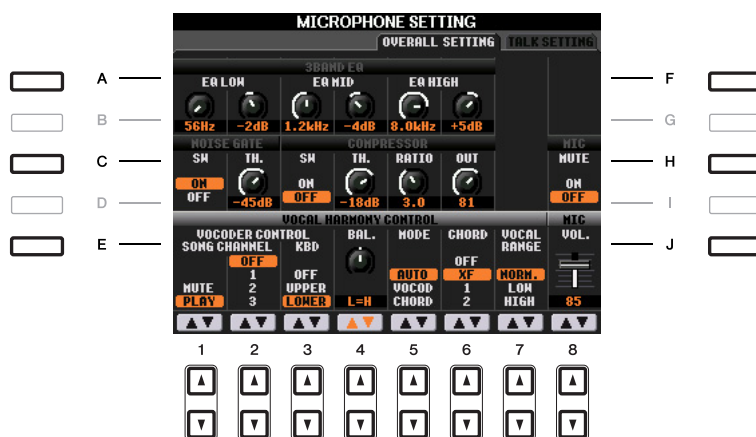 MICROPHONE SETTING
OVERALL SETTING TALK SETTING
A 3BAND EQ F
EQ LOW EQ MID EQ HIGH
B G
56Hz -2dB 1.2kHz -4dB 8.0kHz +5dB
NOISE GATE COMPRESSOR MIC
C SW TH. SW TH. RATIO OUT MUTE H
ON ON ON
D OFF -45dB OFF -18dB 3.0 81 OFF I
VOCAL HARMONY CONTROL MIC
E VOCODER CONTROL BAL. MODE CHORD VOCAL VOL. J
SONG CHANNEL KBD RANGE
OFF OFF
1 OFF AUTO XF NORM.
MUTE 2 UPPER VOCOD 1 LOW
PLAY 3 LOWER L=H CHORD 2 HIGH 85
1 2 3 4 5 6 7 8